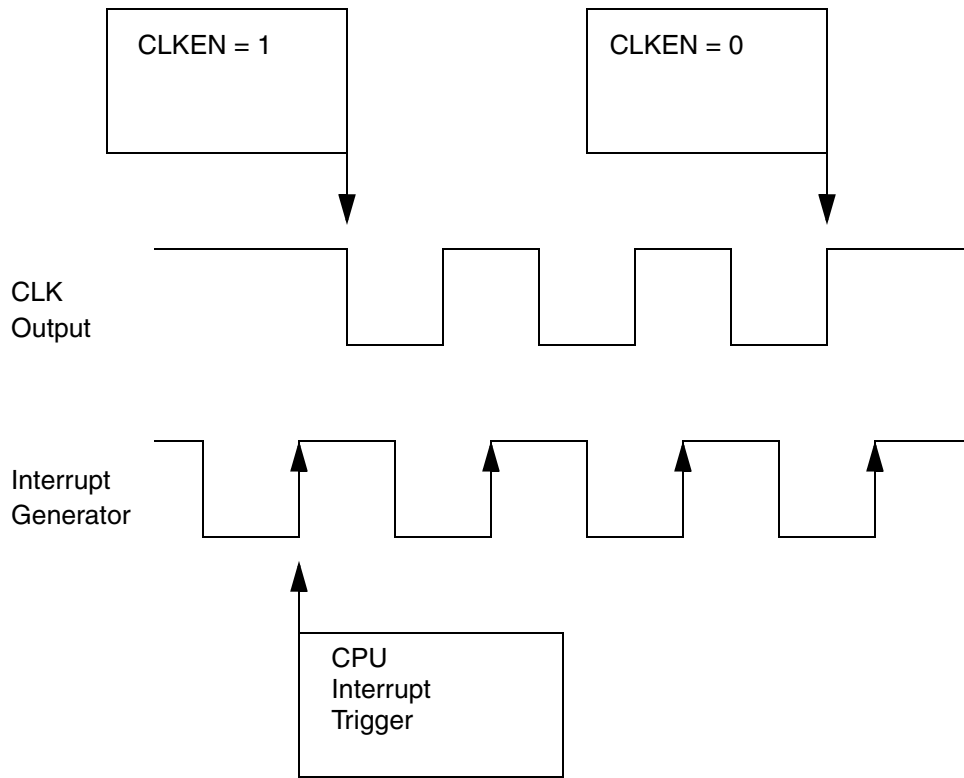 CLKEN = 1
CLKEN = 0
CLK
Output
Interrupt
Generator
CPU
Interrupt
Trigger